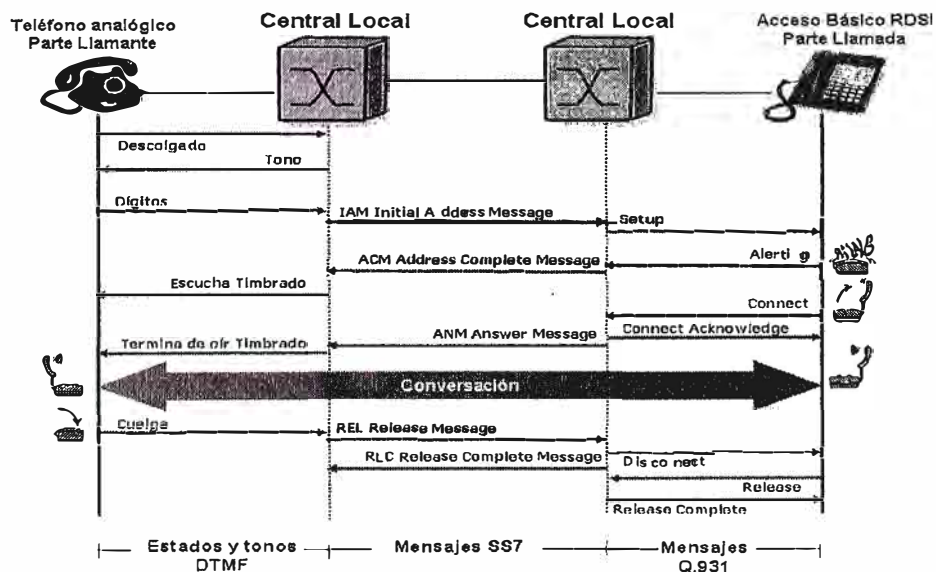 Teléfono analógico
Parte Llamante
Central Local
Central Local
Acceso Básico RDSI
Parte Llamada
Descolgado
Tono
Dígitos
IAM Initial A ddress Message
Setup
RING
ACM Address Complete Message
Alerti g
Escucha Timbrado
Connect
ANM Answer Message
Connect Acknowledge
Termina de oír Timbrado
Conversación
Cuelga
REL Release Message
RLC Release Complete Message
Disco nect
Release
Release Complete
Estados y tonos
DTMF
Mensajes SS7
Mensajes
Q.931